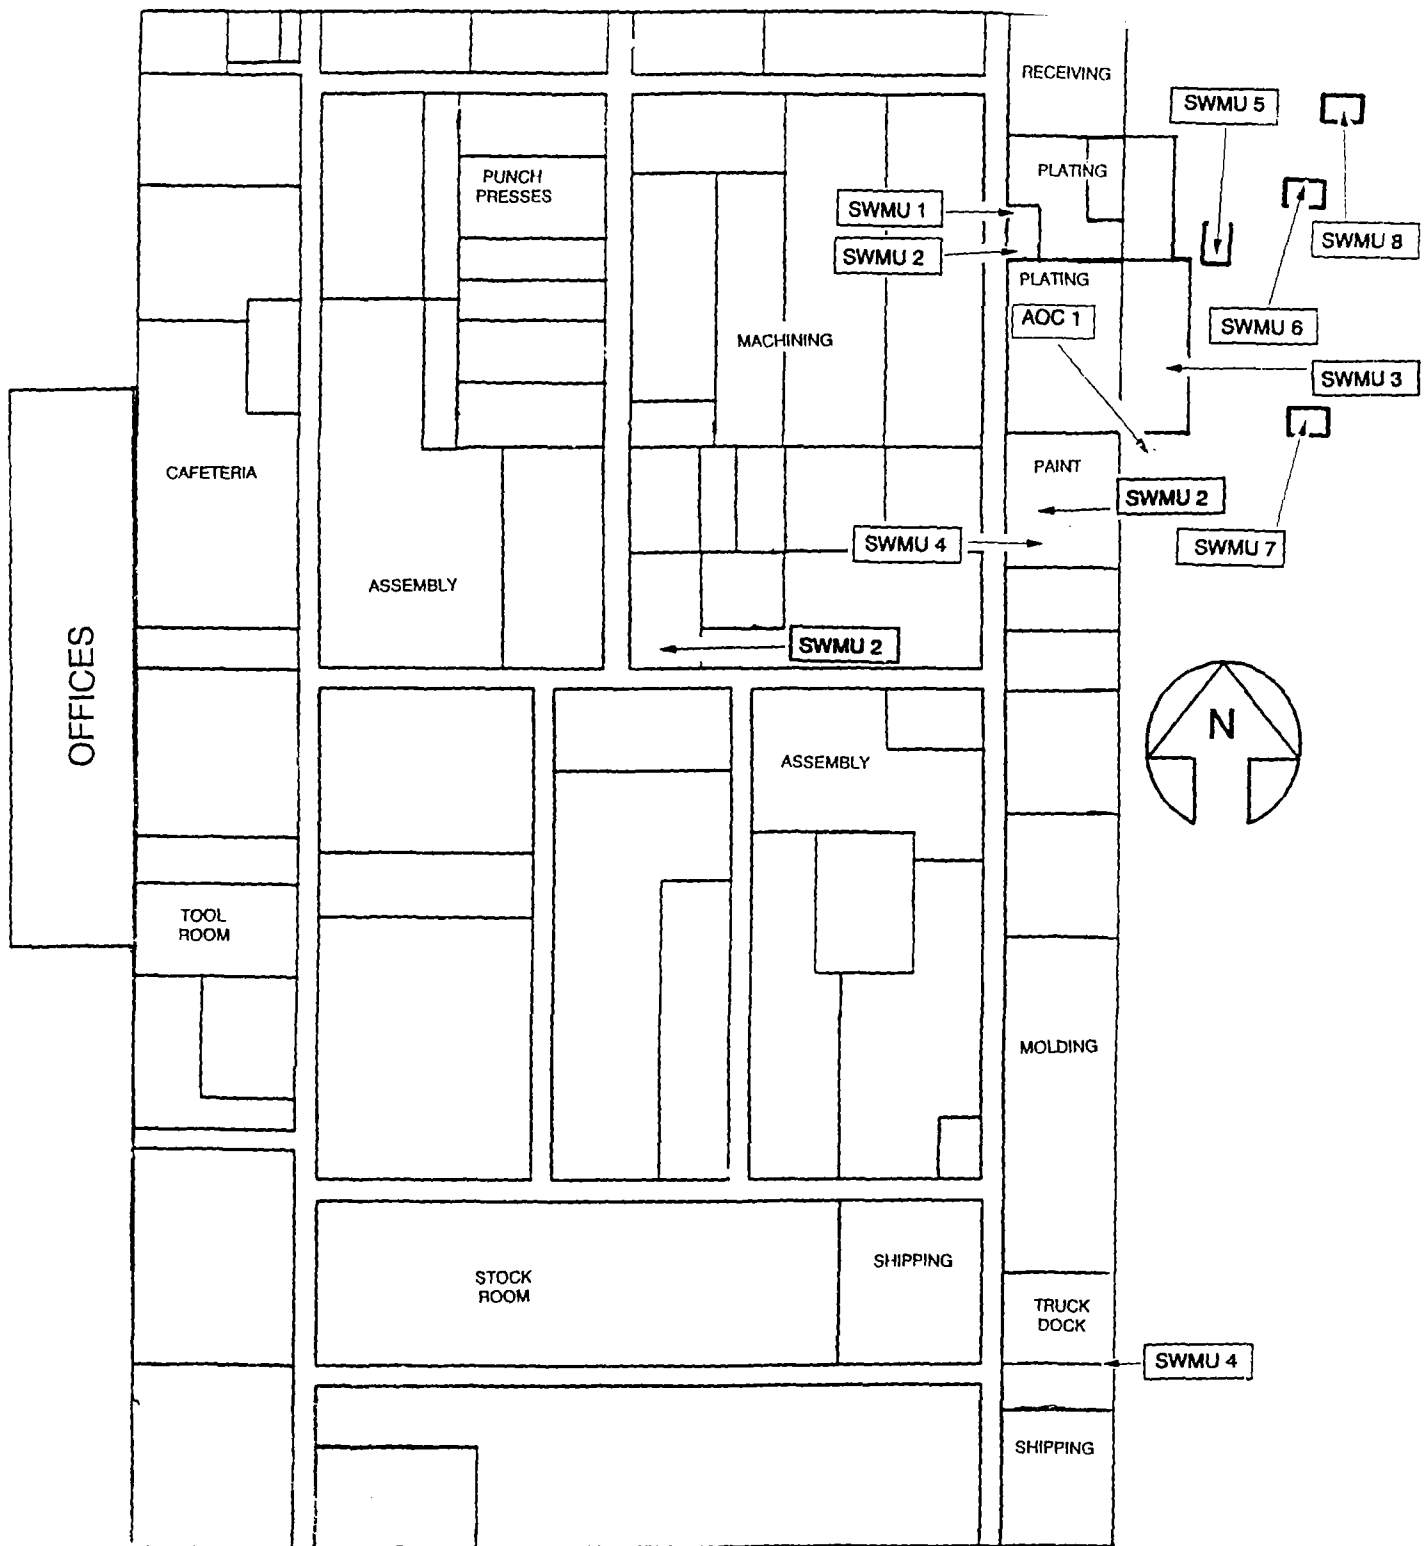 RECEIVING
SWMU 5
PLATING
PUNCH
PRESSES
SWMU 1
SWMU 8
SWMU 2
PLATING
AOC 1
SWMU 6
MACHINING
SWMU 3
CAFETERIA
PAINT
SWMU 2
SWMU 4
SWMU 7
ASSEMBLY
SWMU 2
OFFICES
N
ASSEMBLY
TOOL
ROOM
MOLDING
SHIPPING
STOCK
ROOM
TRUCK
DOCK
SWMU 4
SHIPPING